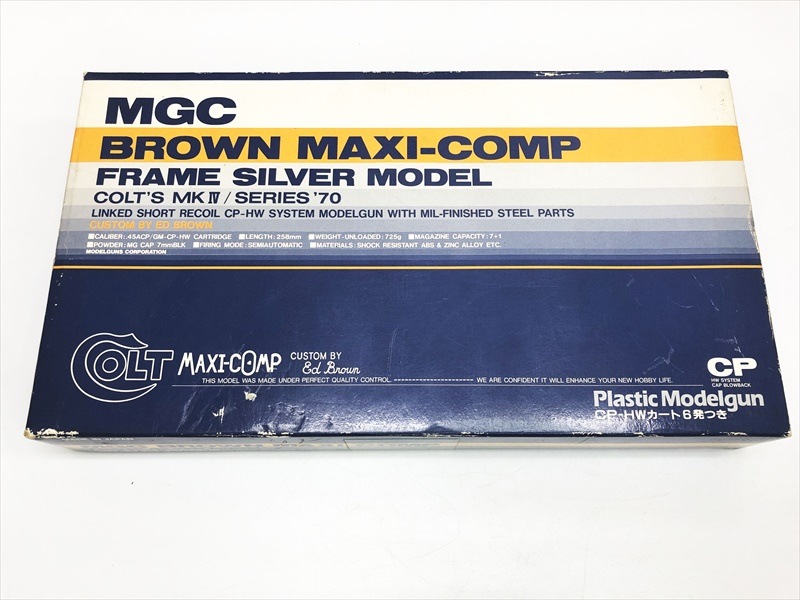 MGC
BROWN MAXI-COMP
FRAME SILVER MODEL
COLT'S MK Ⅳ / SERIES '70
LINKED SHORT RECOIL CP-HW SYSTEM MODELGUN WITH MIL-FINISHED STEEL PARTS
CUSTOM BY ED BROWN
■CALIBER:.45ACP/GM-CP-HW CARTRIDGE ■LENGTH:258mm ■WEIGHT-UNLOADED:725g ■MAGAZINE CAPACITY:7+1
■POWDER:MG CAP 7mmBLK ■FIRING MODE:SEMIAUTOMATIC ■MATERIALS:SHOCK RESISTANT ABS & ZINC ALLOY ETC.
MODELGUNS CORPORATION
COLT MAXI-COMP CUSTOM BY Ed Brown
THIS MODEL WAS MADE UNDER PERFECT QUALITY CONTROL. -------------------- WE ARE CONFIDENT IT WILL ENHANCE YOUR NEW HOBBY LIFE.
CP
HW SYSTEM
CAP BLOWBACK
Plastic Modelgun
CP-HWカート6発つき